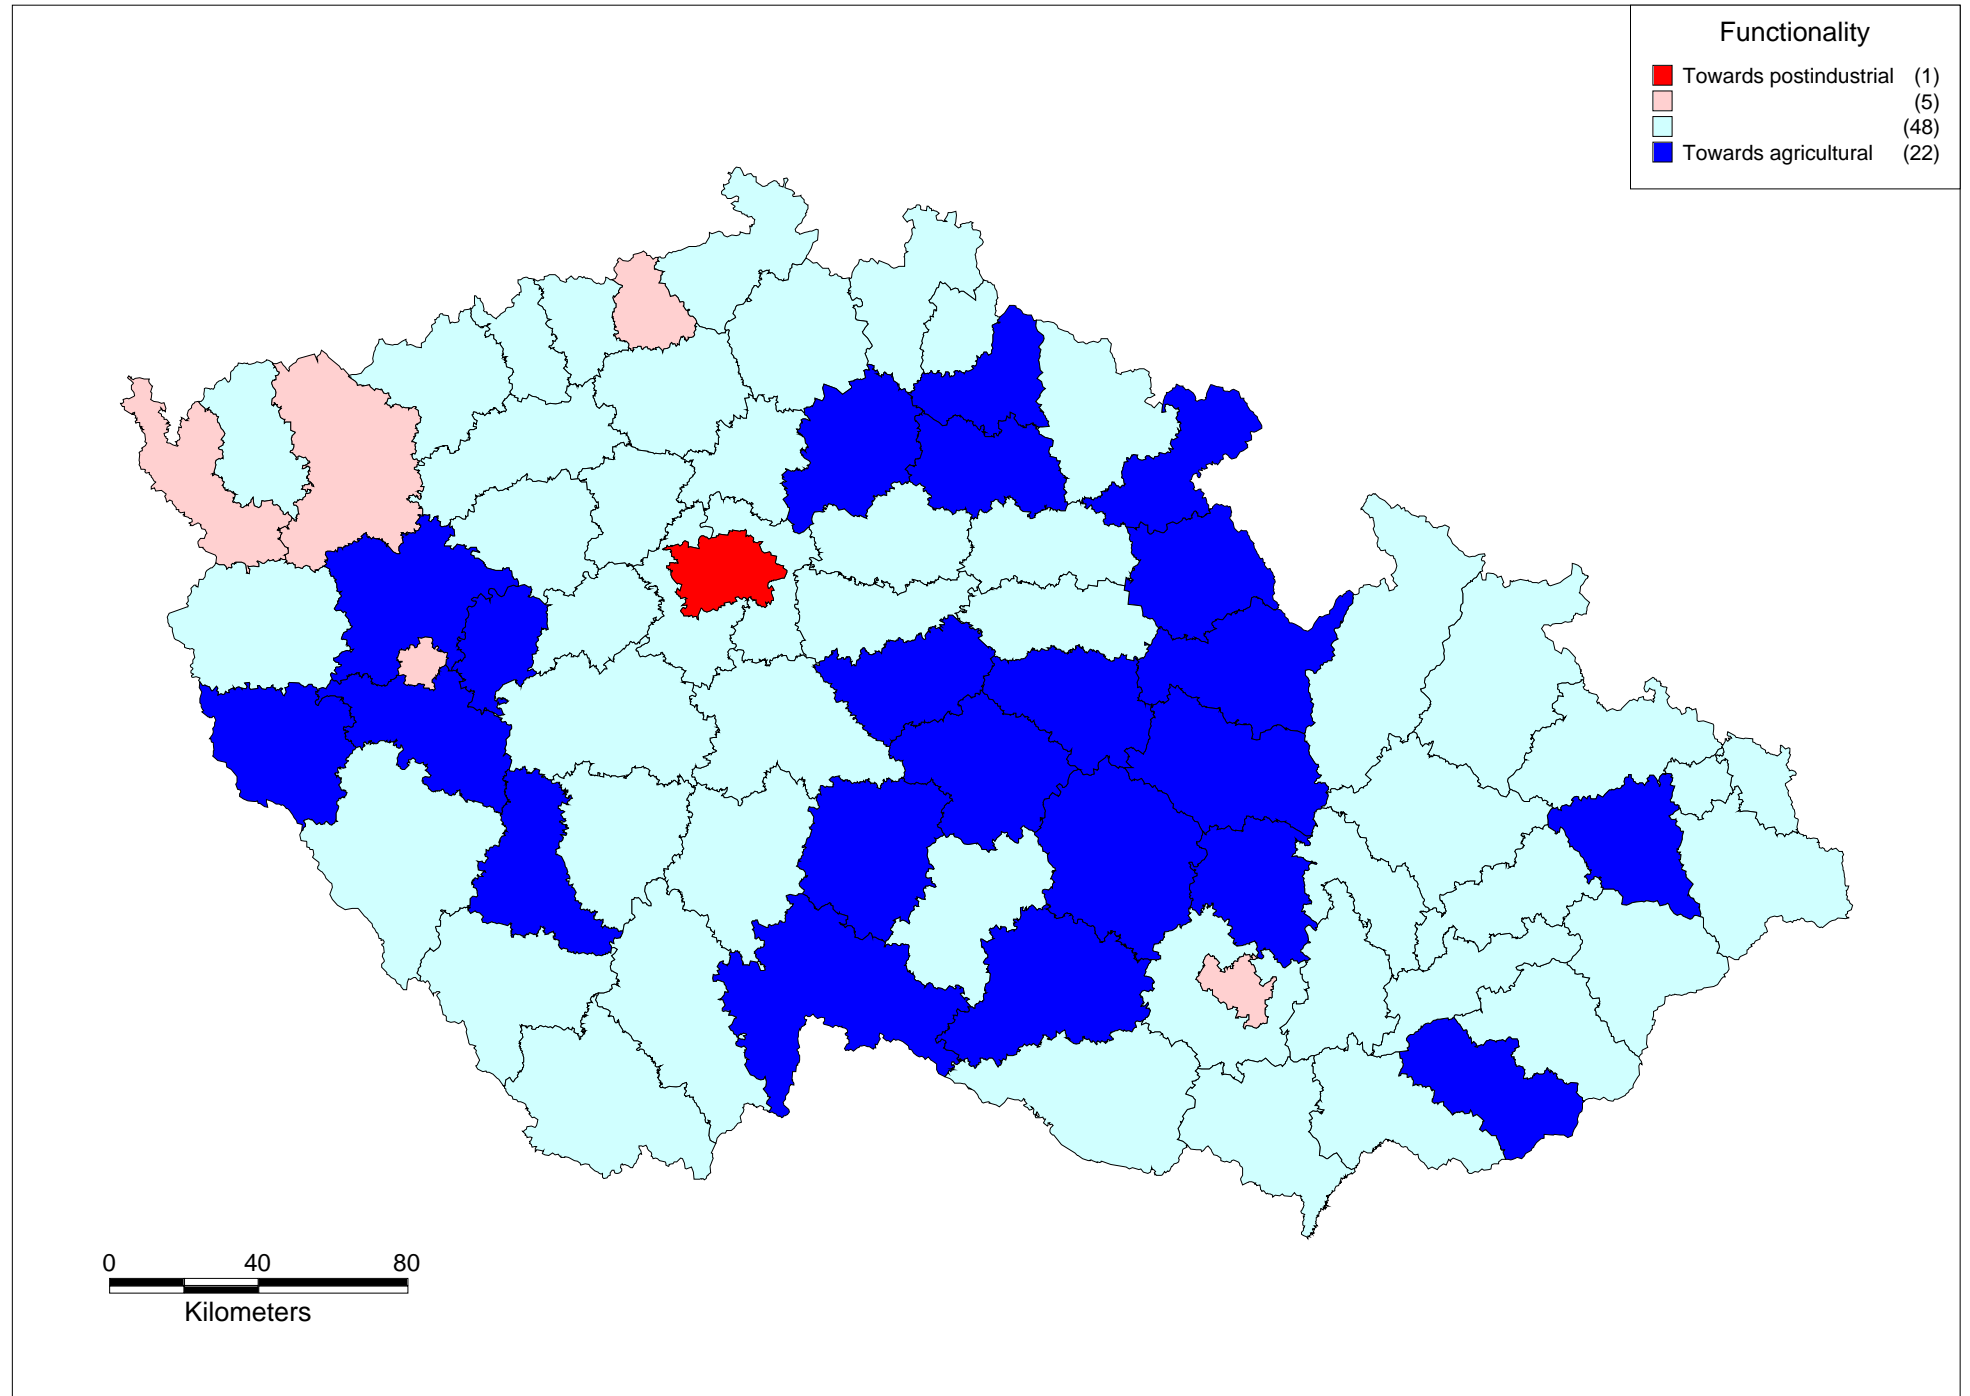 Functionality
Towards postindustrial (1)
(5)
(48)
Towards agricultural (22)
0 40 80
Kilometers